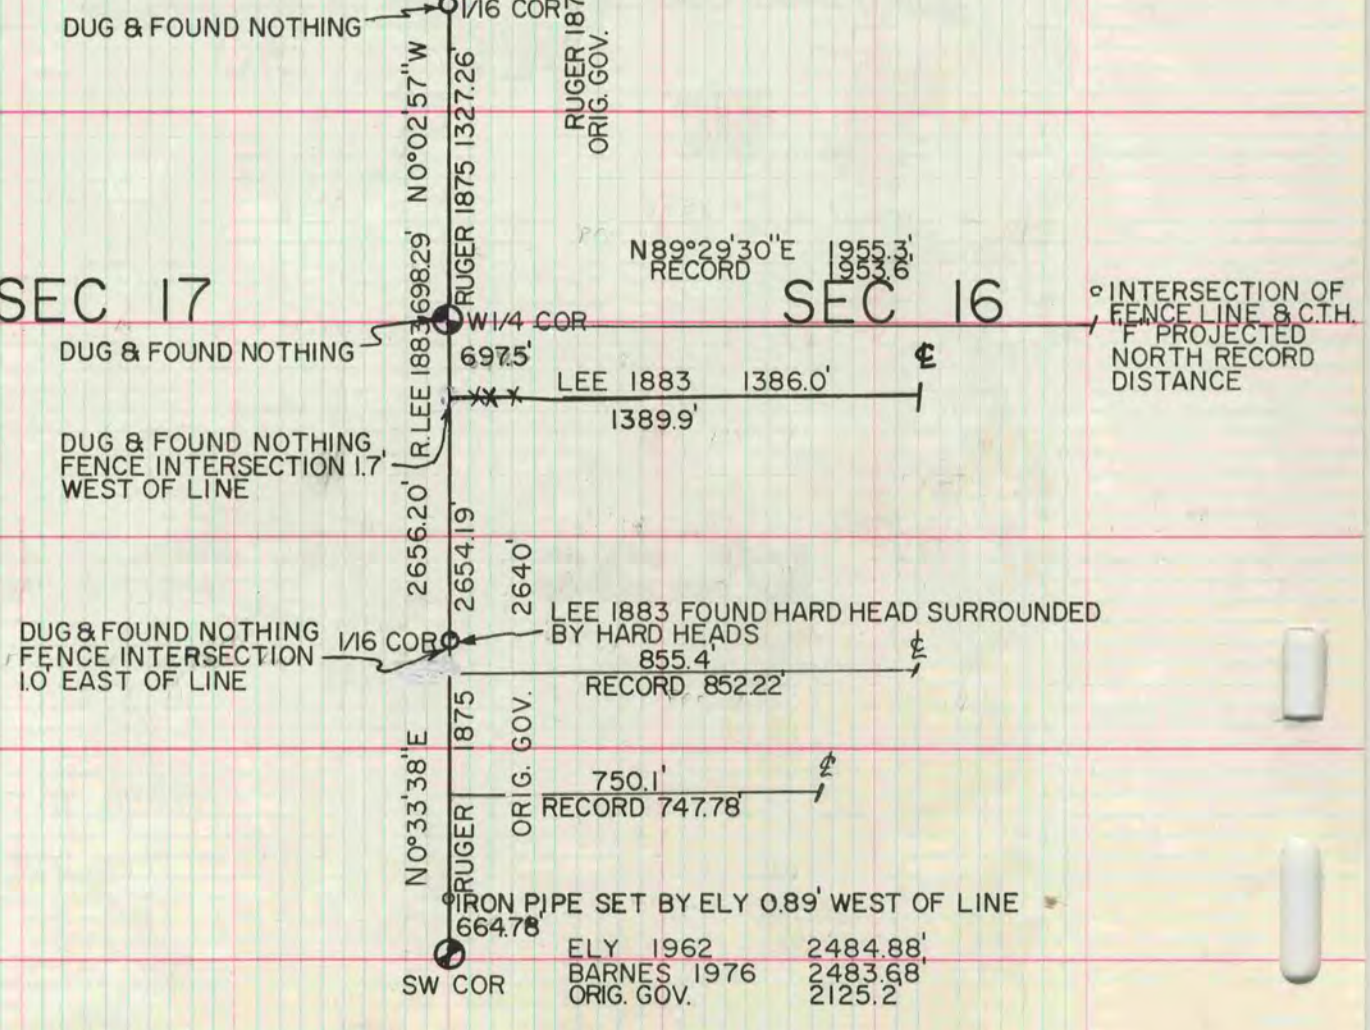 DUG & FOUND NOTHING
1/16 COR
RUGER 187
ORIG. GOV.
N0°02'57"W
RUGER 1875 1327.26'
N89°29'30"E 1955.3'
RECORD 1953.6'
SEC 17
SEC 16
R.LEE 1883 698.29'
W 1/4 COR
DUG & FOUND NOTHING
697.5'
INTERSECTION OF
FENCE LINE & C.T.H.
"F" PROJECTED
NORTH RECORD
DISTANCE
℄
LEE 1883 1386.0'
1389.9'
DUG & FOUND NOTHING
FENCE INTERSECTION 1.7'
WEST OF LINE
2656.20'
2654.19'
2640'
LEE 1883 FOUND HARD HEAD SURROUNDED
BY HARD HEADS
DUG & FOUND NOTHING
FENCE INTERSECTION
1.0' EAST OF LINE
1/16 COR
855.4'
℄
RECORD 852.22'
N0°33'38"E
RUGER 1875
ORIG. GOV.
750.1'
℄
RECORD 747.78'
IRON PIPE SET BY ELY 0.89' WEST OF LINE
664.78'
SW COR
ELY 1962 2484.88'
BARNES 1976 2483.68'
ORIG. GOV. 2125.2'